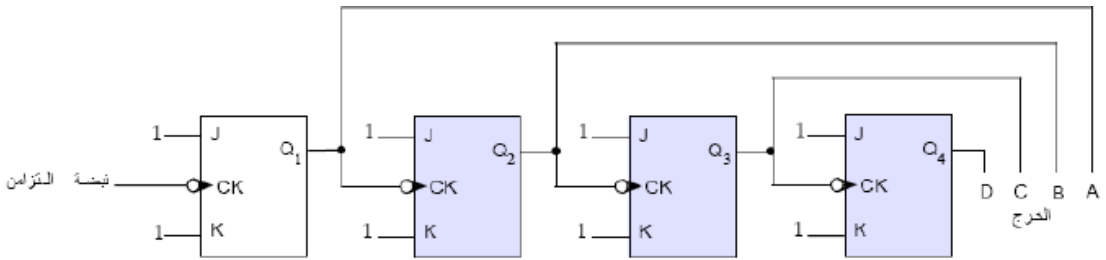 1 J Q1 CK 1 K
1 J Q2 CK 1 K
1 J Q3 CK 1 K
1 J Q4 CK 1 K
نبضة التزامن
D C B A
الخرج